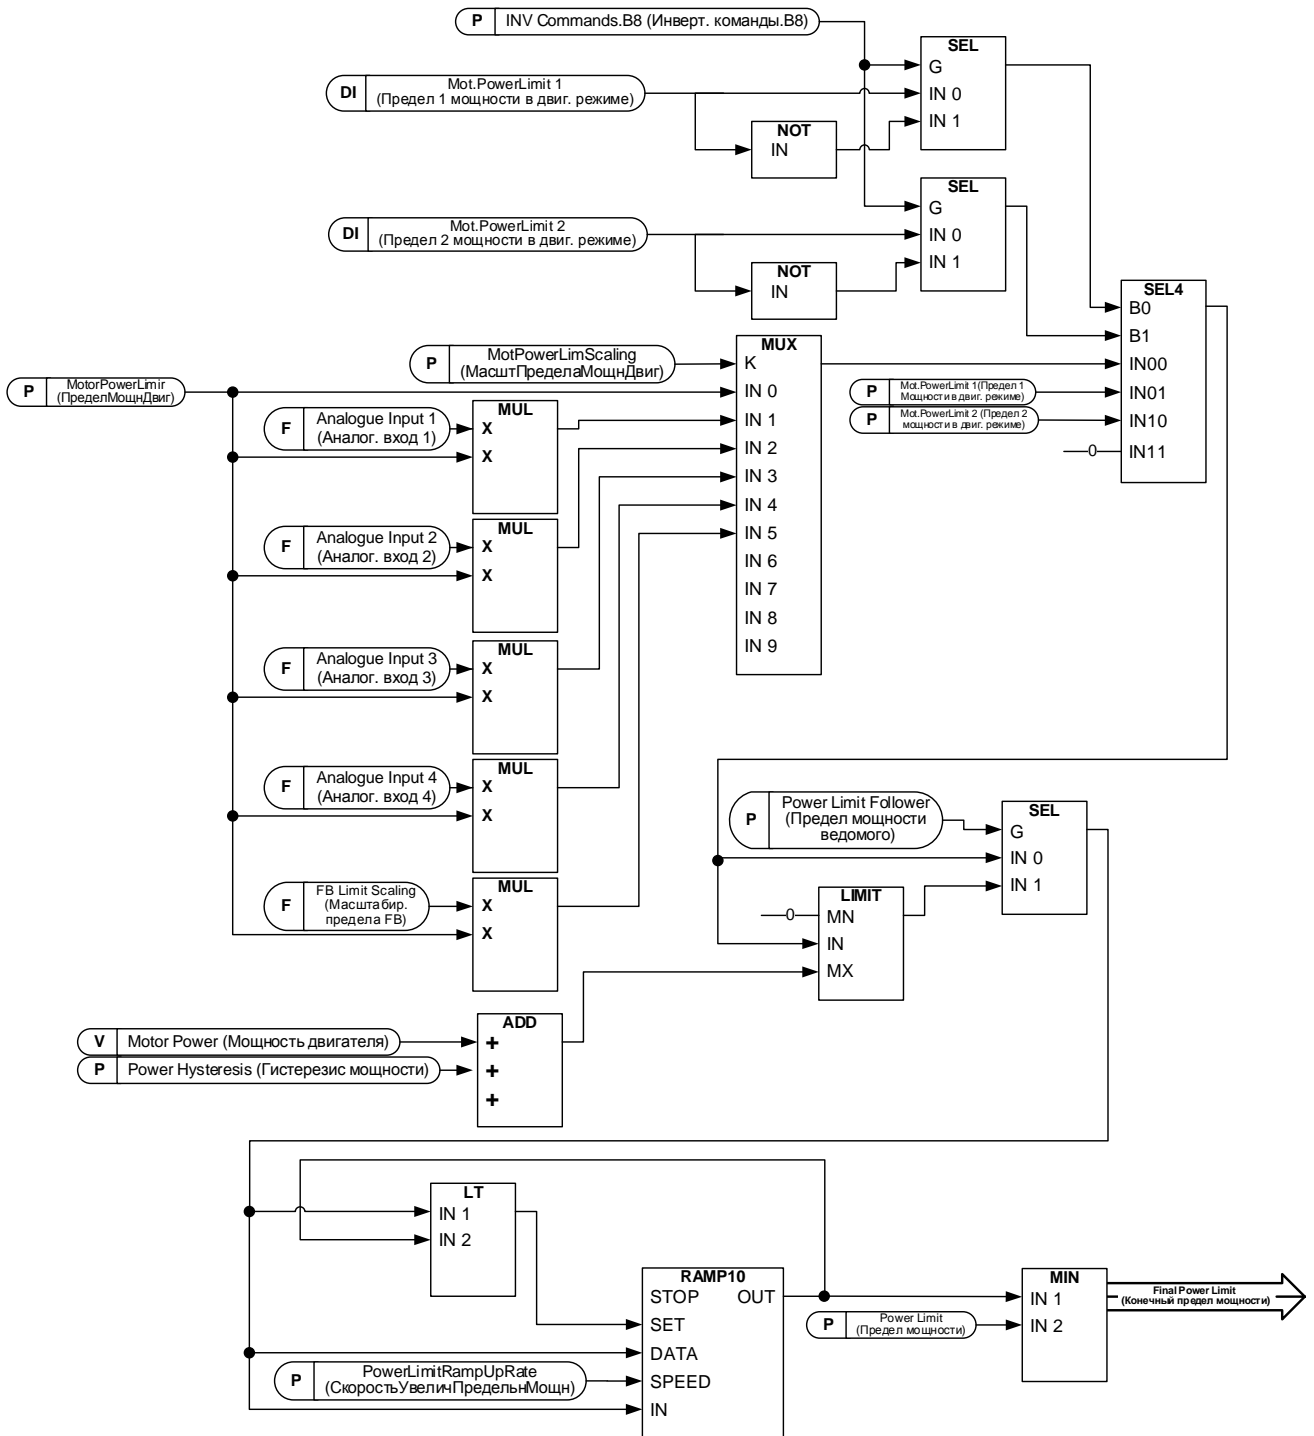 P INV Commands.B8 (Инверт. команды.B8)
SEL
G
IN 0
IN 1
DI Mot.PowerLimit 1
(Предел 1 мощности в двиг. режиме)
NOT
IN
SEL
G
IN 0
IN 1
DI Mot.PowerLimit 2
(Предел 2 мощности в двиг. режиме)
NOT
IN
SEL4
B0
B1
IN00
IN01
IN10
IN11
P Mot.PowerLimit 1(Предел 1
Мощности в двиг. режиме)
P Mot.PowerLimit 2 (Предел 2
мощности в двиг. режиме)
0
P MotPowerLimScaling
(МасштПределаМощнДвиг)
MUX
K
IN 0
IN 1
IN 2
IN 3
IN 4
IN 5
IN 6
IN 7
IN 8
IN 9
P MotorPowerLimir
(ПределМощнДвиг)
F Analogue Input 1
(Аналог. вход 1)
MUL
X
X
F Analogue Input 2
(Аналог. вход 2)
MUL
X
X
F Analogue Input 3
(Аналог. вход 3)
MUL
X
X
F Analogue Input 4
(Аналог. вход 4)
MUL
X
X
F FB Limit Scaling
(Масштабир.
предела FB)
MUL
X
X
P Power Limit Follower
(Предел мощности
ведомого)
SEL
G
IN 0
IN 1
LIMIT
0 MN
IN
MX
ADD
+
+
+
V Motor Power (Мощность двигателя)
P Power Hysteresis (Гистерезис мощности)
LT
IN 1
IN 2
RAMP10
STOP OUT
SET
DATA
SPEED
IN
P PowerLimitRampUpRate
(СкоростьУвеличПредельнМощн)
P Power Limit
(Предел мощности)
MIN
IN 1
IN 2
Final Power Limit
(Конечный предел мощности)